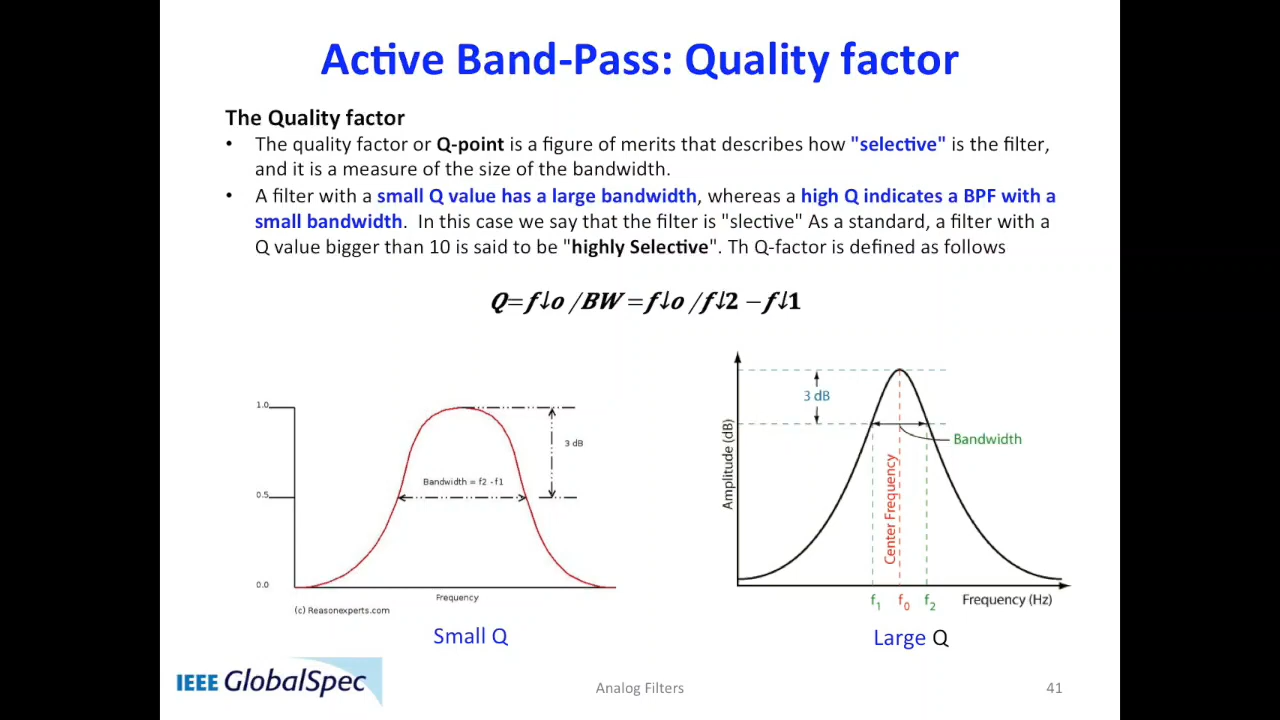 Active Band-Pass: Quality factor
The Quality factor
• The quality factor or Q-point is a figure of merits that describes how "selective" is the filter,
and it is a measure of the size of the bandwidth.
• A filter with a small Q value has a large bandwidth, whereas a high Q indicates a BPF with a
small bandwidth. In this case we say that the filter is "slective" As a standard, a filter with a
Q value bigger than 10 is said to be "highly Selective". Th Q-factor is defined as follows
Q=f↓o /BW =f↓o /f↓2 −f↓1
1.0
3 dB
Bandwidth = f2 -f1
0.5
0.0
Frequency
(c) Reasonexperts.com
Small Q
3 dB
Bandwidth
Amplitude (dB)
Center Frequency
f1 f0 f2 Frequency (Hz)
Large Q
IEEE GlobalSpec
Analog Filters
41